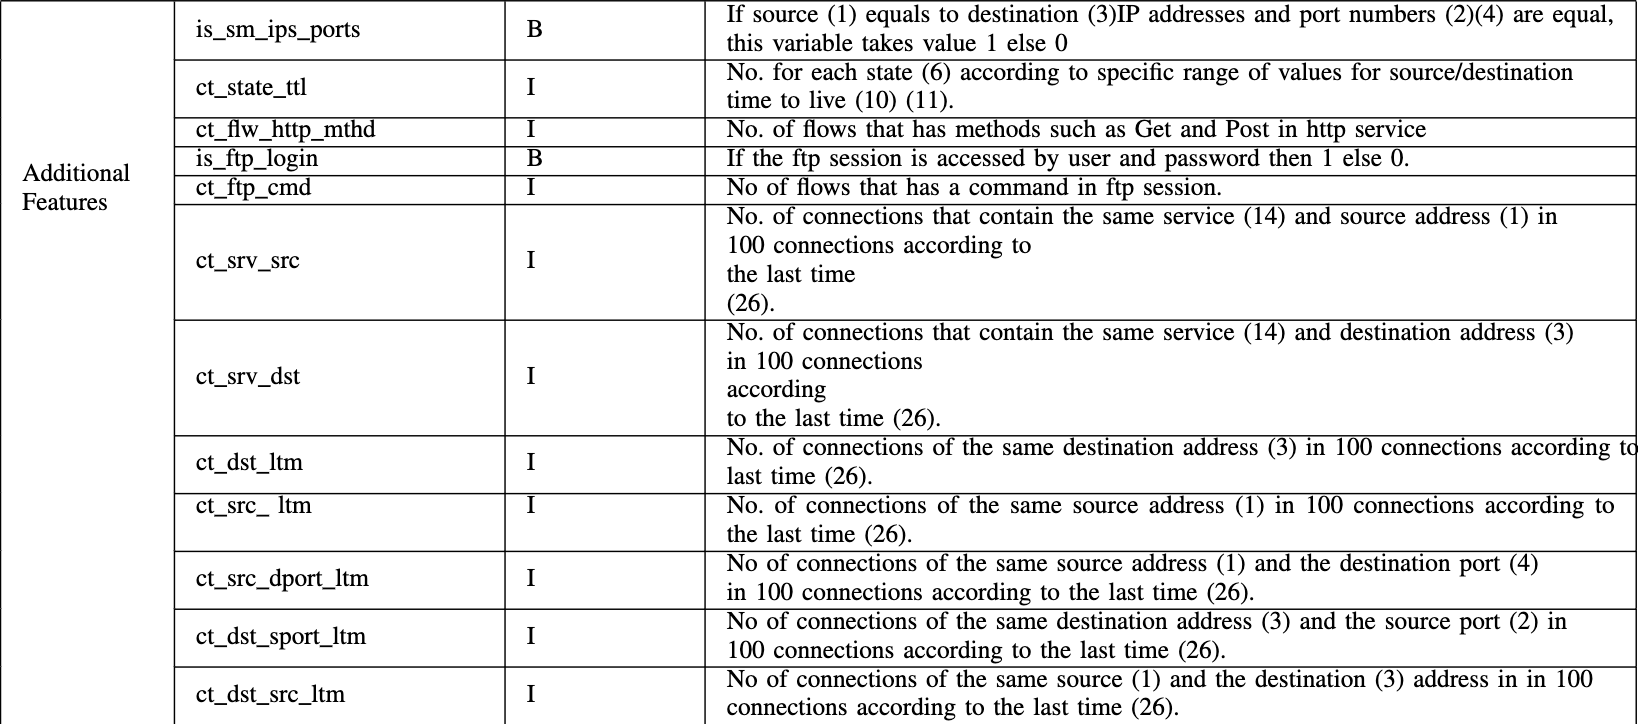 is_sm_ips_ports B If source (1) equals to destination (3)IP addresses and port numbers (2)(4) are equal,
this variable takes value 1 else 0
ct_state_ttl I No. for each state (6) according to specific range of values for source/destination
time to live (10) (11).
ct_flw_http_mthd I No. of flows that has methods such as Get and Post in http service
is_ftp_login B If the ftp session is accessed by user and password then 1 else 0.
Additional
Features
ct_ftp_cmd I No of flows that has a command in ftp session.
ct_srv_src I No. of connections that contain the same service (14) and source address (1) in
100 connections according to
the last time
(26).
ct_srv_dst I No. of connections that contain the same service (14) and destination address (3)
in 100 connections
according
to the last time (26).
ct_dst_ltm I No. of connections of the same destination address (3) in 100 connections according to
last time (26).
ct_src_ ltm I No. of connections of the same source address (1) in 100 connections according to
the last time (26).
ct_src_dport_ltm I No of connections of the same source address (1) and the destination port (4)
in 100 connections according to the last time (26).
ct_dst_sport_ltm I No of connections of the same destination address (3) and the source port (2) in
100 connections according to the last time (26).
ct_dst_src_ltm I No of connections of the same source (1) and the destination (3) address in in 100
connections according to the last time (26).